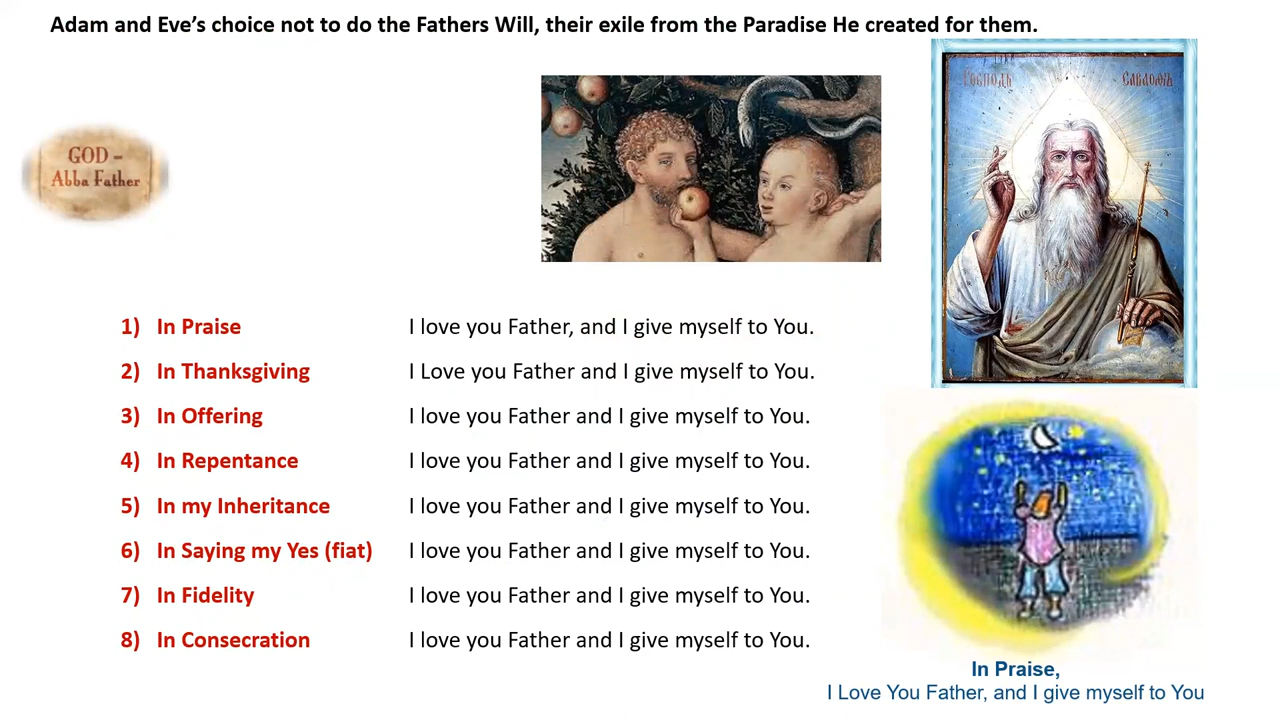 Adam and Eve’s choice not to do the Fathers Will, their exile from the Paradise He created for them.
GOD –
Abba Father
ГОСПОДЬ САВАОѲЪ
1) In Praise I love you Father, and I give myself to You.
2) In Thanksgiving I Love you Father and I give myself to You.
3) In Offering I love you Father and I give myself to You.
4) In Repentance I love you Father and I give myself to You.
5) In my Inheritance I love you Father and I give myself to You.
6) In Saying my Yes (fiat) I love you Father and I give myself to You.
7) In Fidelity I love you Father and I give myself to You.
8) In Consecration I love you Father and I give myself to You.
In Praise,
I Love You Father, and I give myself to You